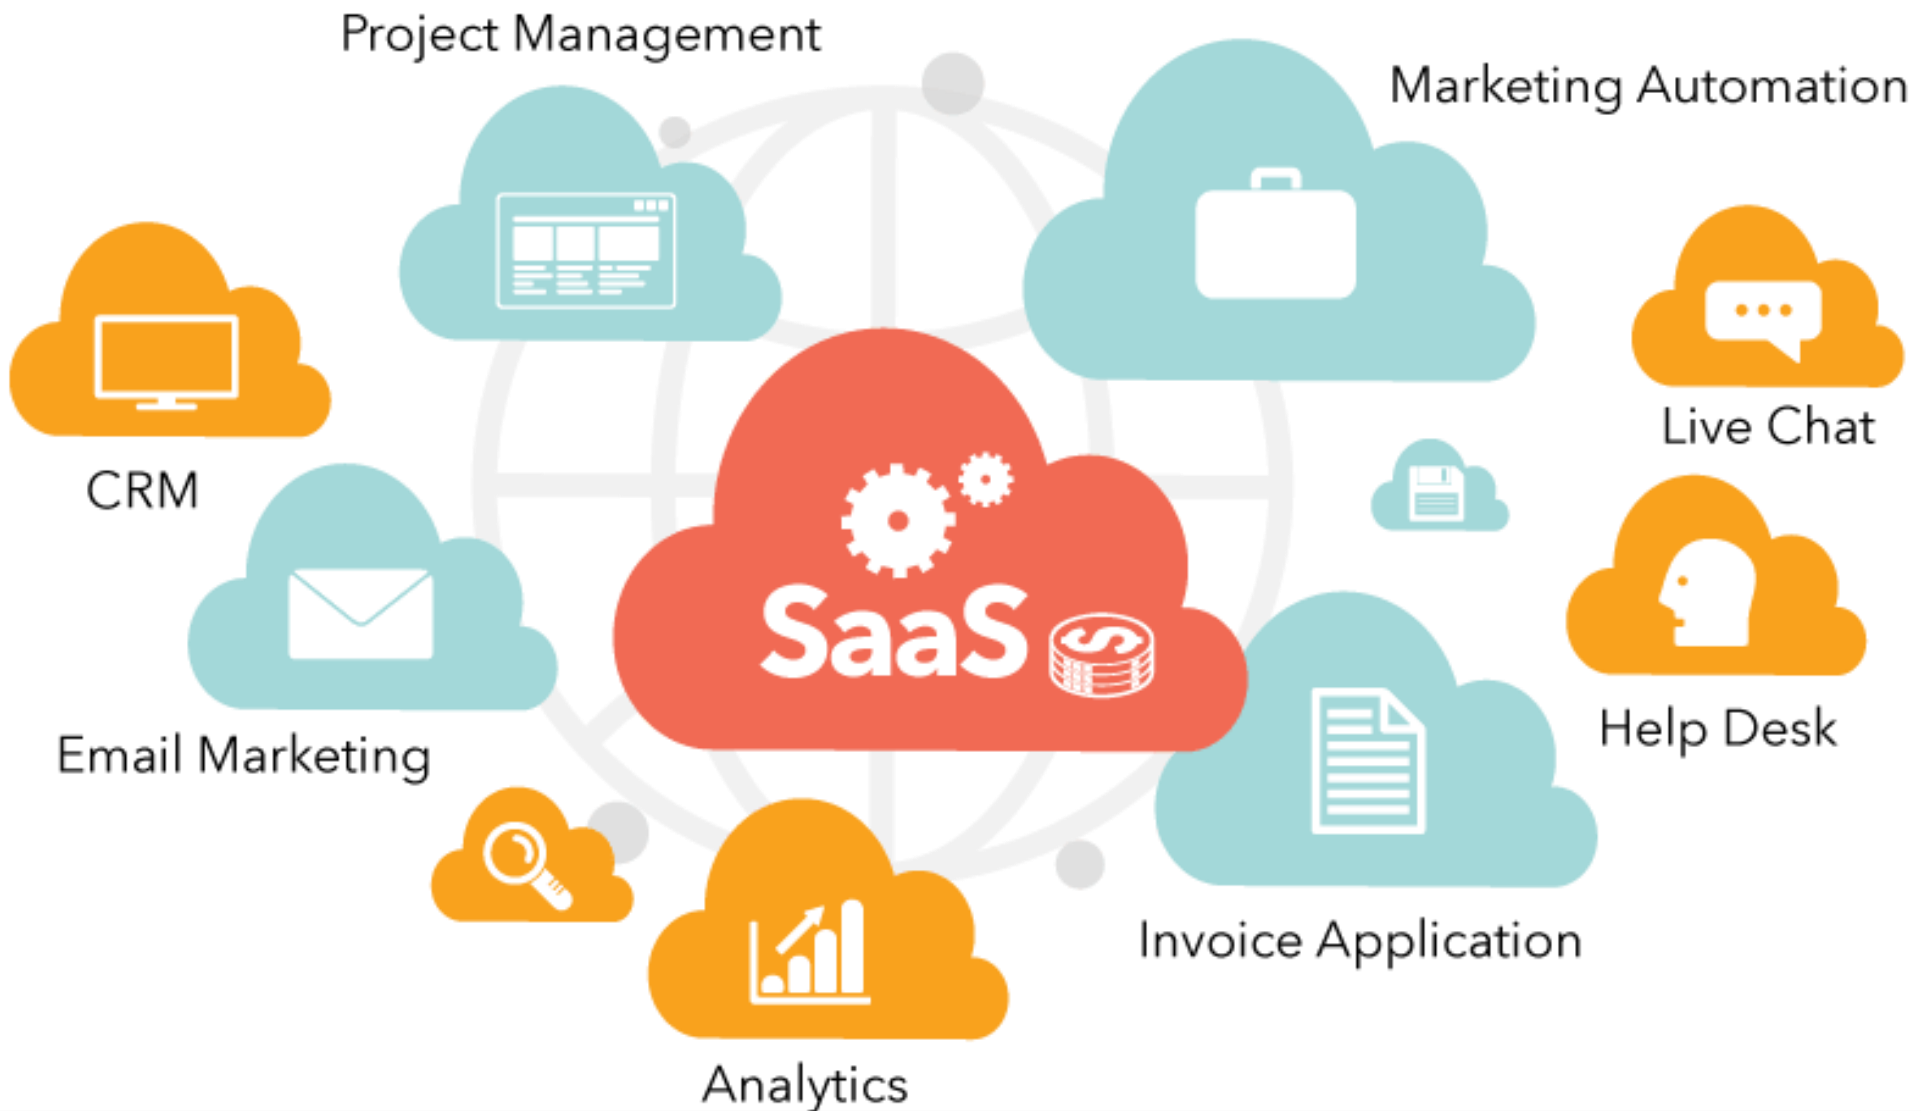 Project Management
Marketing Automation
CRM
Live Chat
SaaS
Email Marketing
Help Desk
Invoice Application
Analytics